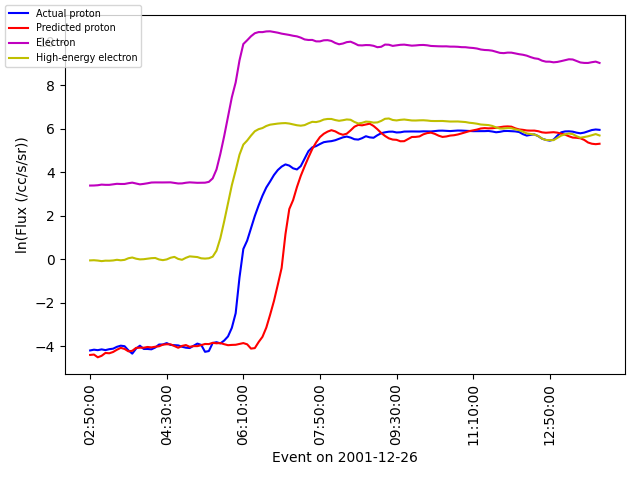 Actual proton
Predicted proton
Electron
High-energy electron
8
6
4
2
0
−2
−4
ln(Flux (/cc/s/sr))
02:50:00
04:30:00
06:10:00
07:50:00
09:30:00
11:10:00
12:50:00
Event on 2001-12-26